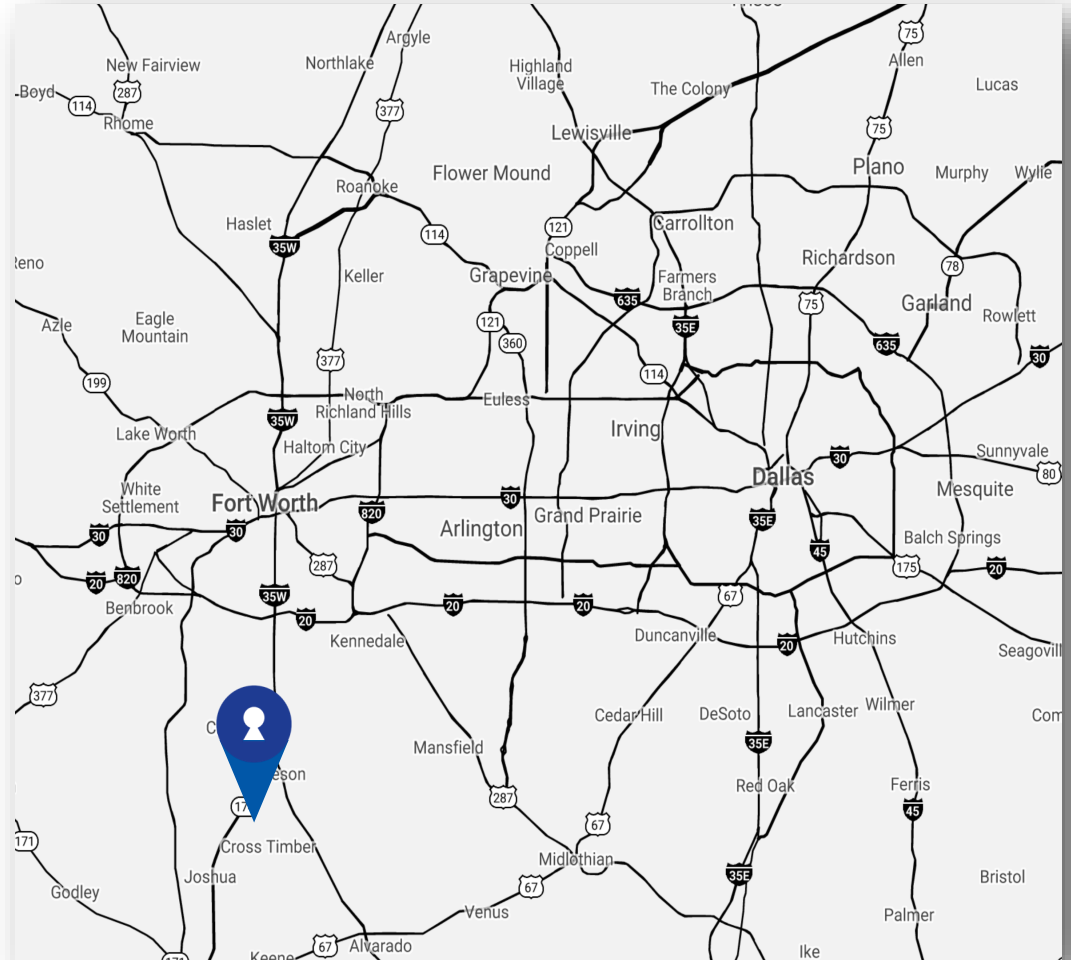 Argyle
75
New Fairview
Northlake
Highland
Village
Allen
Boyd
287
The Colony
Lucas
114
377
Rhome
Lewisville
75
Flower Mound
Plano
Murphy
Wylie
Roanoke
Haslet
121
Carrollton
35W
114
Coppell
Richardson
78
Keller
Grapevine
Farmers
Branch
635
75
Garland
Rowlett
Azle
Eagle
Mountain
121
360
35E
635
30
377
199
114
North
Richland Hills
Euless
35W
Lake Worth
Haltom City
Irving
Sunnyvale
30
80
White
Settlement
Fort Worth
30
Dallas
Mesquite
820
Arlington
Grand Prairie
35E
30
30
45
Balch Springs
287
175
20
20
820
35W
67
Benbrook
20
20
20
Kennedale
Duncanville
20
Hutchins
377
Cedar Hill
DeSoto
Lancaster
Wilmer
Mansfield
35E
Red Oak
Ferris
287
45
67
171
Cross Timber
Midlothian
35E
Joshua
67
Bristol
Godley
Venus
Palmer
67
Alvarado
Ike
Keene